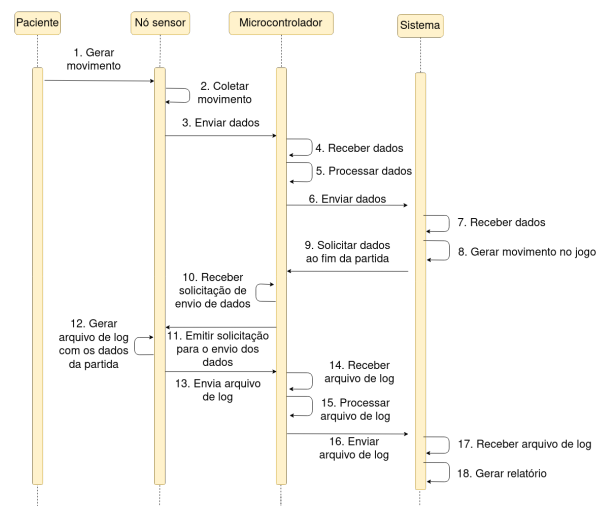 Paciente
Nó sensor
Microcontrolador
Sistema
1. Gerar
movimento
2. Coletar
movimento
3. Enviar dados
4. Receber dados
5. Processar dados
6. Enviar dados
7. Receber dados
8. Gerar movimento no jogo
9. Solicitar dados
ao fim da partida
10. Receber
solicitação de
envio de dados
11. Emitir solicitação
para o envio dos
dados
12. Gerar
arquivo de log
com os dados
da partida
13. Envia arquivo
de log
14. Receber
arquivo de log
15. Processar
arquivo de log
16. Enviar
arquivo de log
17. Receber arquivo de log
18. Gerar relatório